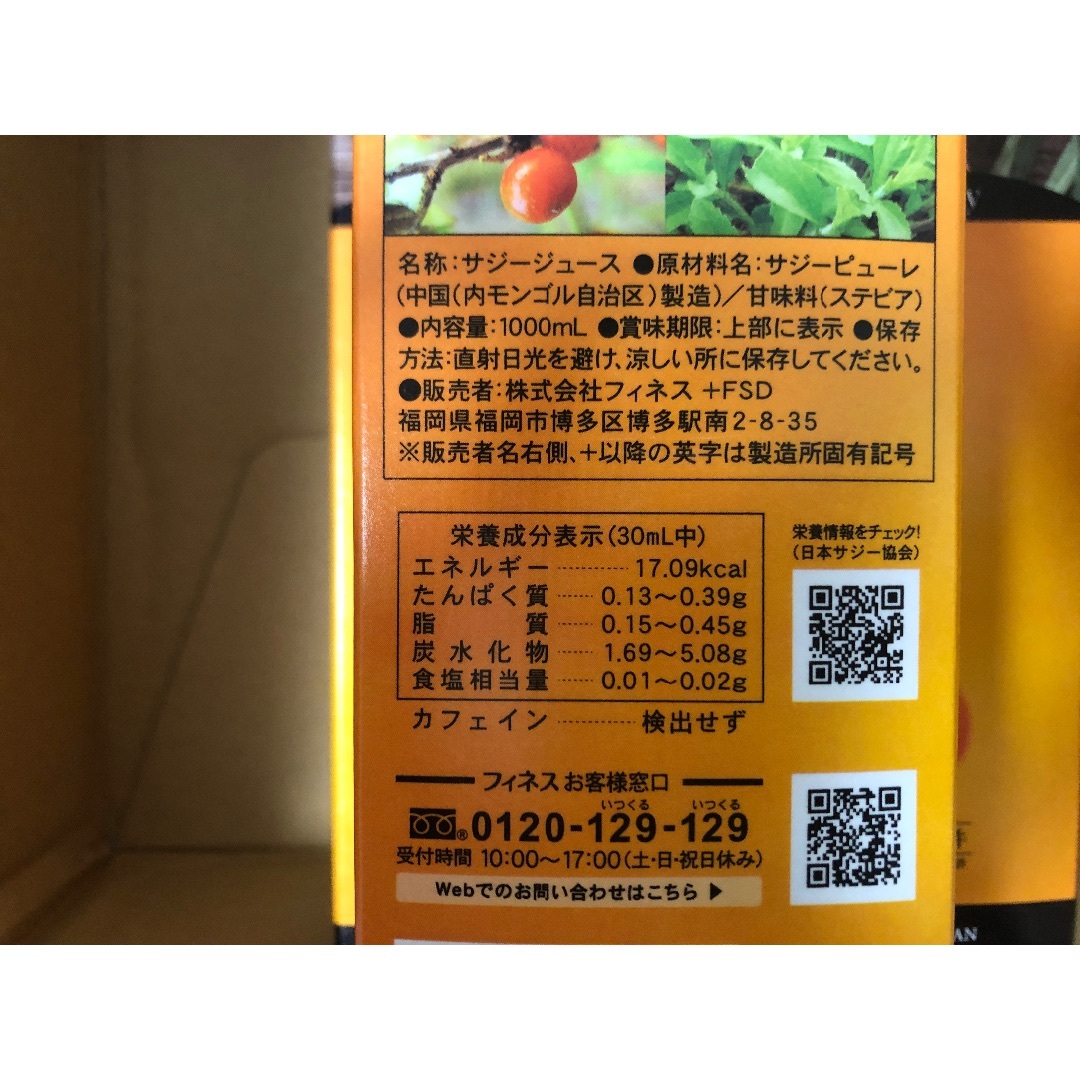 名称：サジージュース ●原材料名：サジーピューレ
（中国（内モンゴル自治区）製造）／甘味料（ステビア）
●内容量：1000mL ●賞味期限：上部に表示 ●保存
方法：直射日光を避け、涼しい所に保存してください。
●販売者：株式会社フィネス +FSD
福岡県福岡市博多区博多駅南2-8-35
※販売者名右側、+以降の英字は製造所固有記号
栄養成分表示（30mL中）
エネルギー 17.09kcal
たんぱく質 0.13～0.39g
脂質 0.15～0.45g
炭水化物 1.69～5.08g
食塩相当量 0.01～0.02g
カフェイン 検出せず
栄養情報をチェック！
（日本サジー協会）
フィネスお客様窓口
いつくる いつくる
0120-129-129
受付時間 10:00～17:00（土・日・祝日休み）
Webでのお問い合わせはこちら ▶
AN